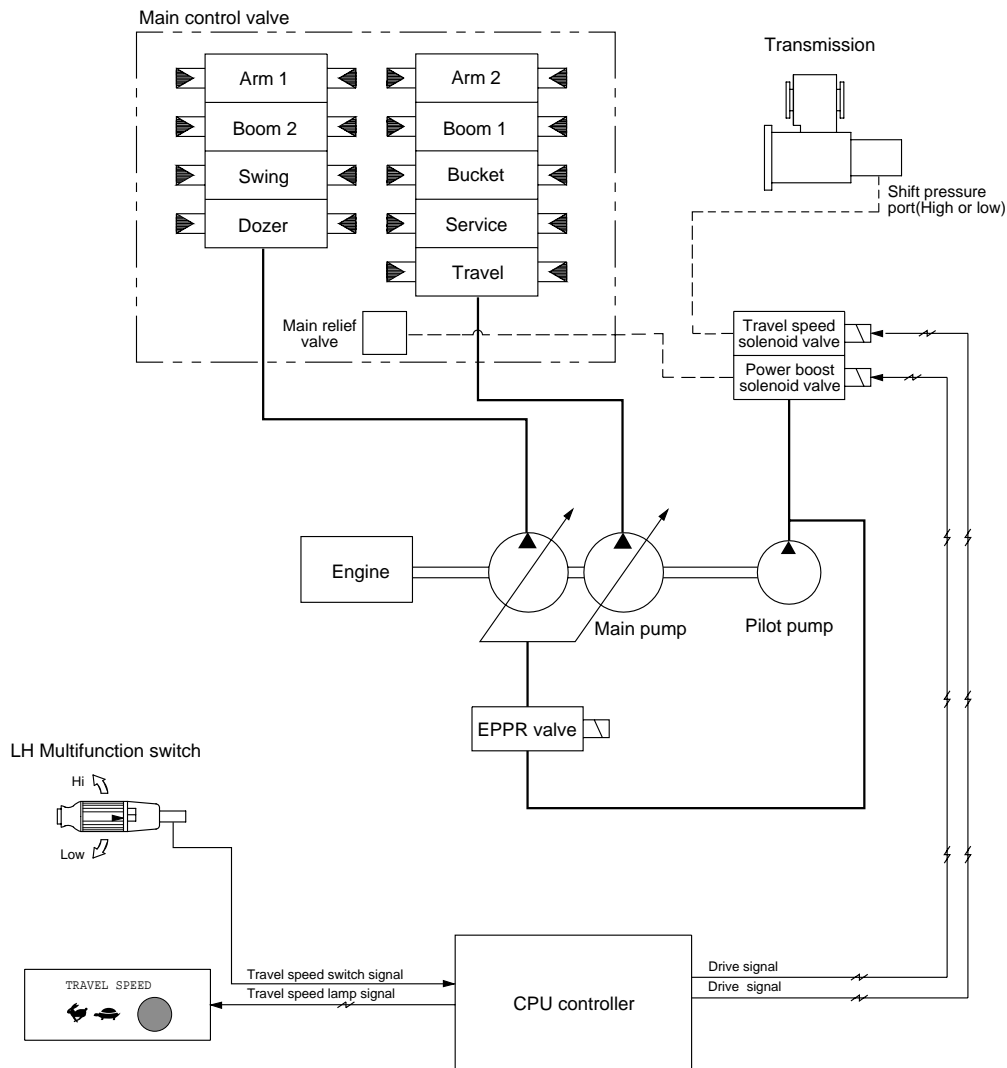 Main control valve
Transmission
Arm 1
Arm 2
Boom 2
Boom 1
Swing
Bucket
Dozer
Service
Travel
Shift pressure
port(High or low)
Main relief
valve
Travel speed
solenoid valve
Power boost
solenoid valve
Engine
Main pump
Pilot pump
EPPR valve
LH Multifunction switch
Hi
Low
Travel speed switch signal
Travel speed lamp signal
TRAVEL SPEED
CPU controller
Drive signal
Drive signal